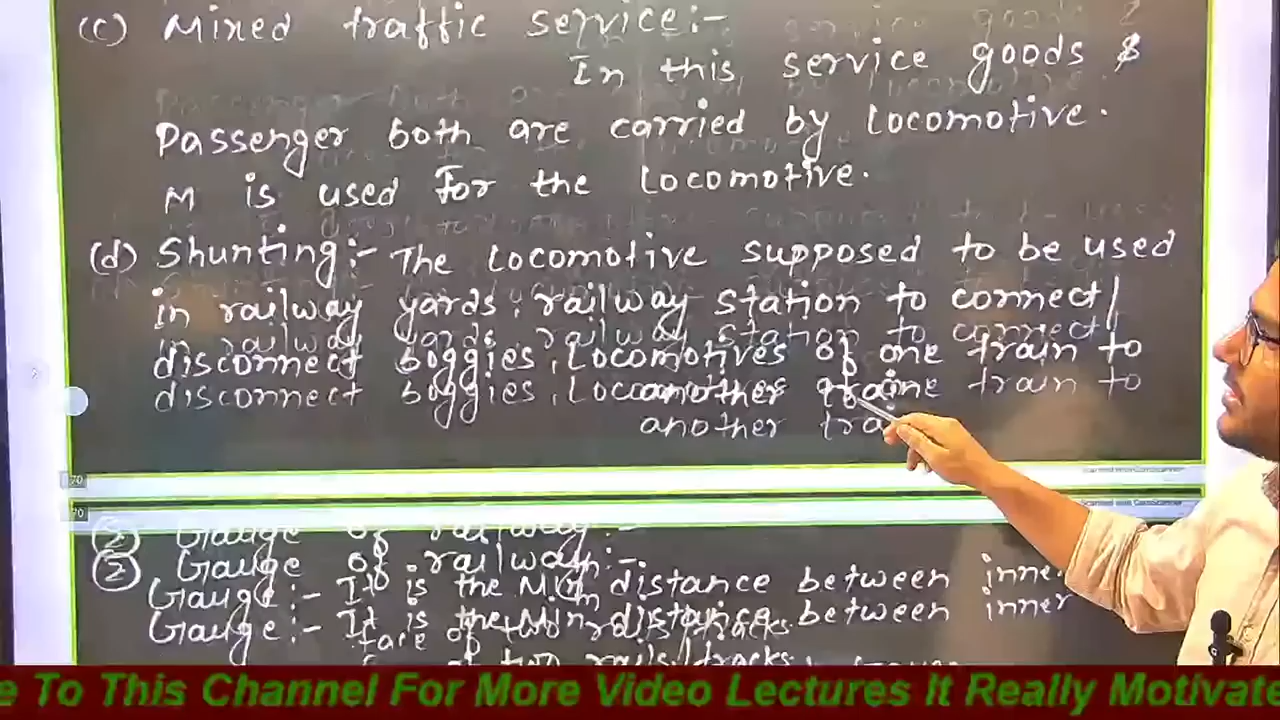 (c) Mixed traffic service:-
In this service goods &
Passenger both are carried by Locomotive.
M is used for the Locomotive.
(d) Shunting:- The Locomotive supposed to be used
in railway yards, railway station to connect/
disconnect boggies, Locomotives of one train to
another train
② Gauge of railway:-
Gauge:- It is the Min distance between inner
face of two rails/tracks.
e To This Channel For More Video Lectures It Really Motivate